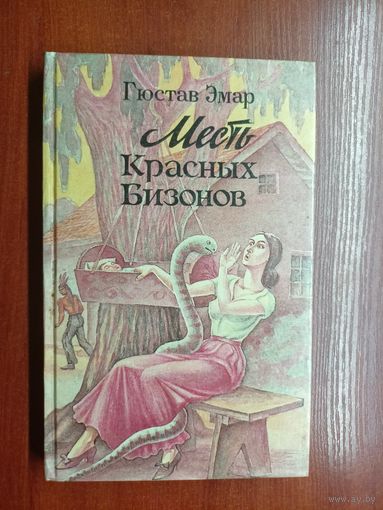 Гюстав Эмар
Месть
Красных
Бизонов
www.ay.by